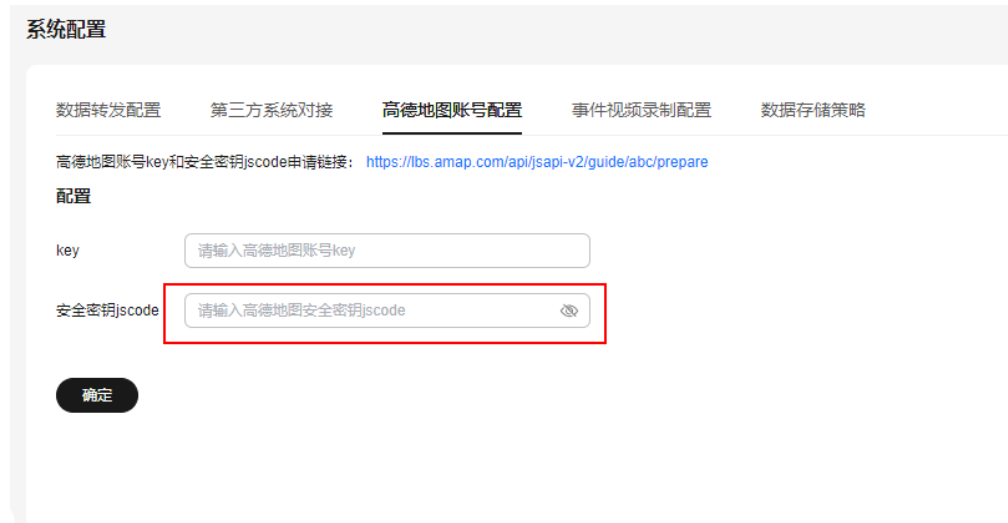 系统配置
数据转发配置 第三方系统对接 高德地图账号配置 事件视频录制配置 数据存储策略
高德地图账号key和安全密钥jscode申请链接： https://lbs.amap.com/api/jsapi-v2/guide/abc/prepare
配置
key 请输入高德地图账号key
安全密钥jscode 请输入高德地图安全密钥jscode
确定